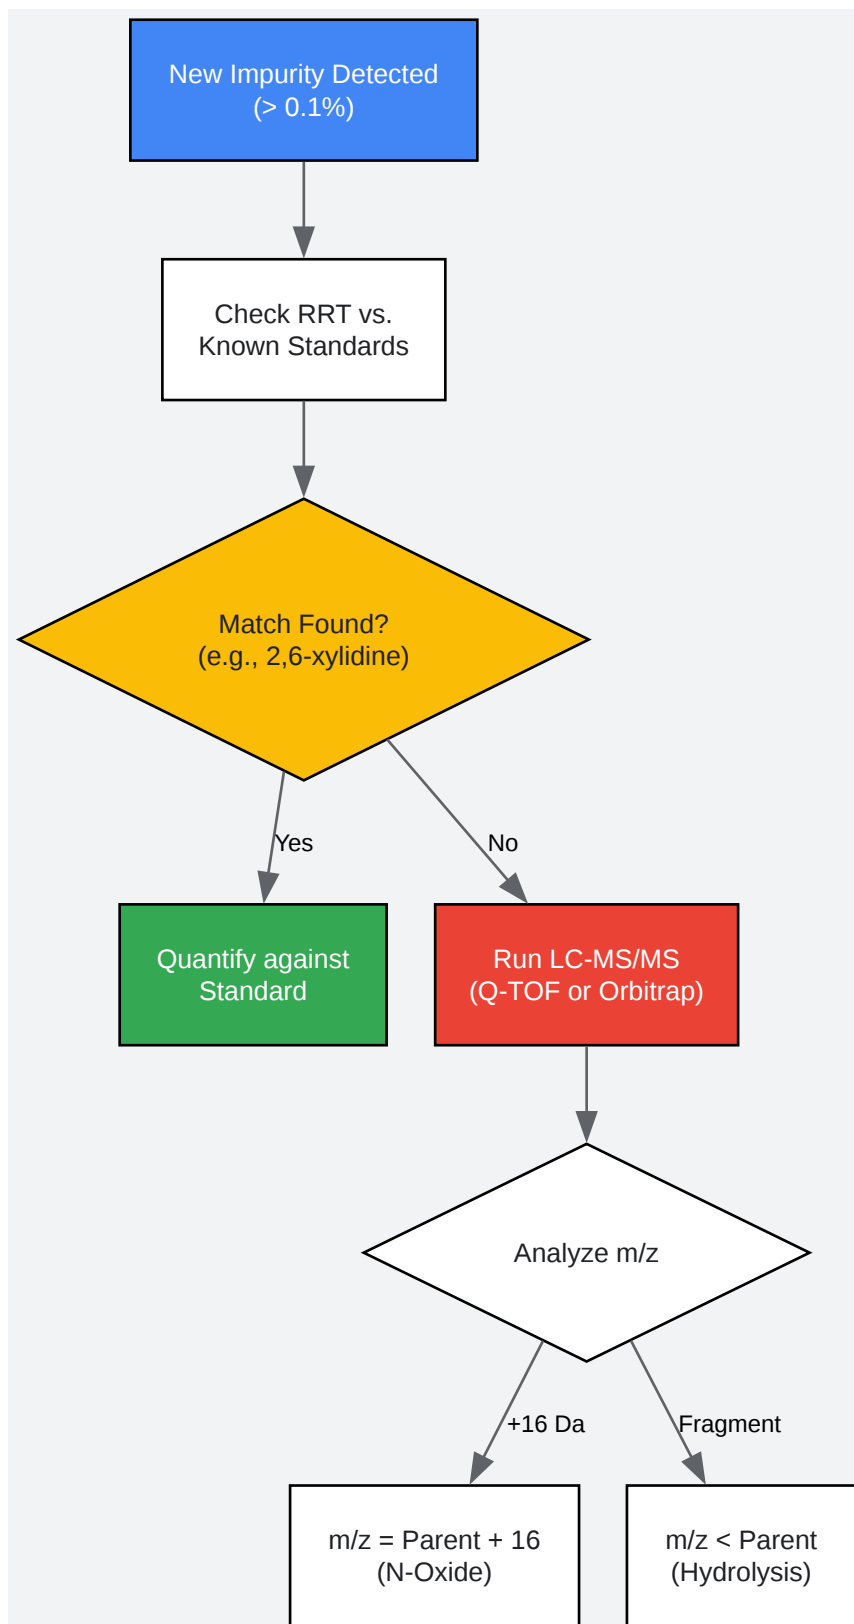 New Impurity Detected
(> 0.1%)
Check RRT vs.
Known Standards
Match Found?
(e.g., 2,6-xylidine)
Yes
No
Quantify against
Standard
Run LC-MS/MS
(Q-TOF or Orbitrap)
Analyze m/z
+16 Da
Fragment
m/z = Parent + 16
(N-Oxide)
m/z < Parent
(Hydrolysis)